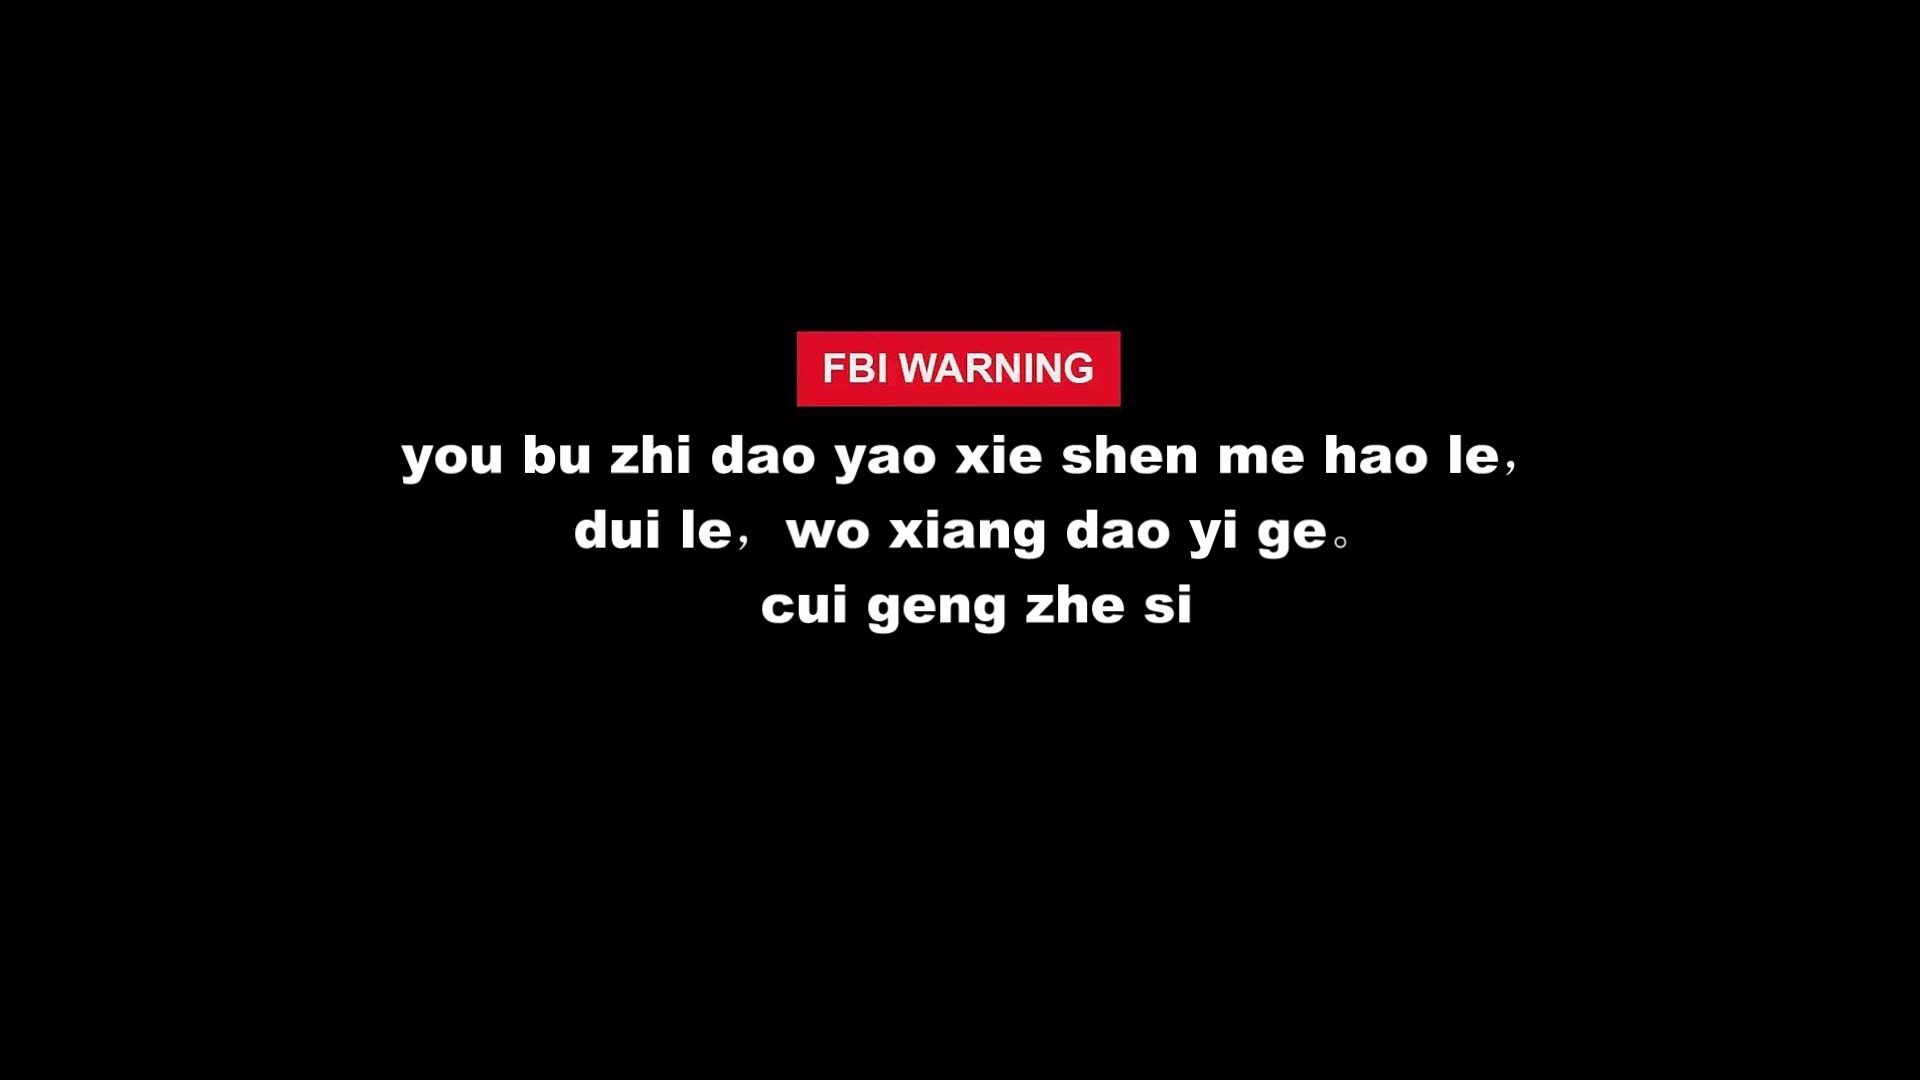 FBI WARNING
you bu zhi dao yao xie shen me hao le，
dui le，wo xiang dao yi ge。
cui geng zhe si